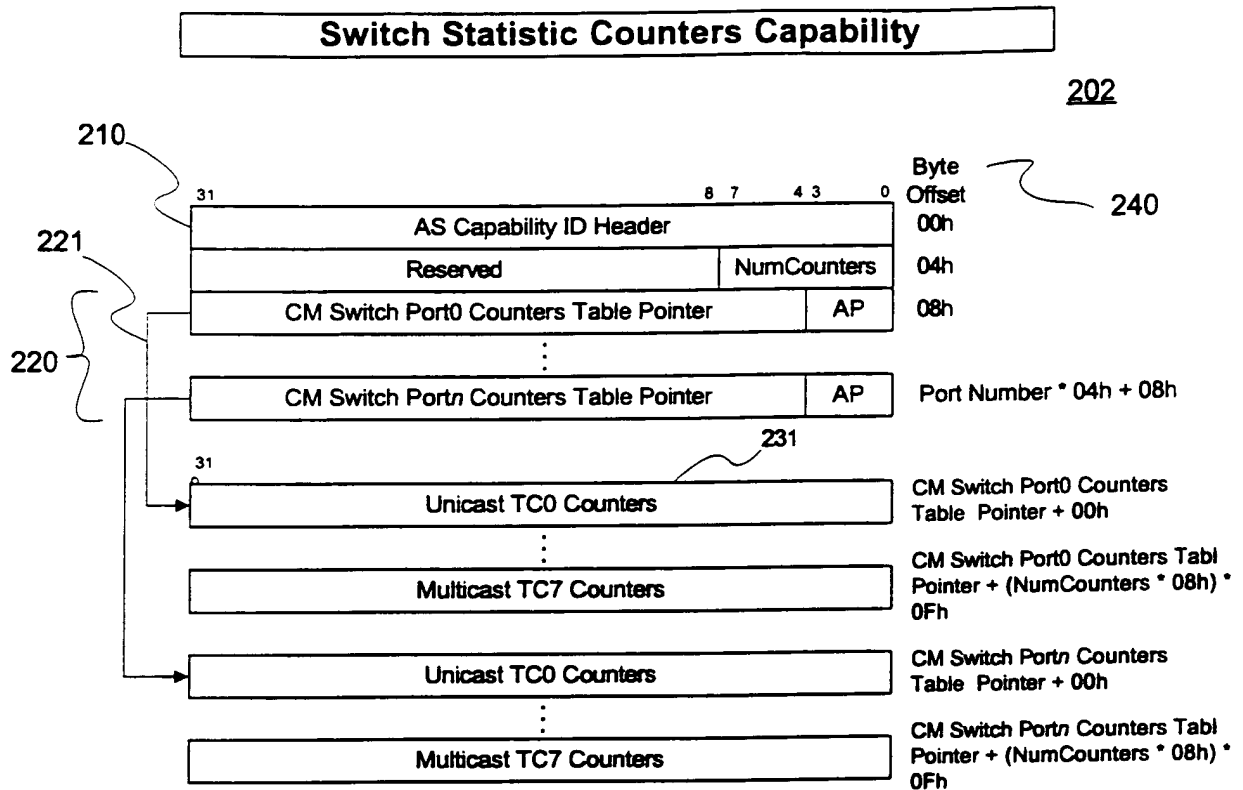 Switch Statistic Counters Capability
202
210
Byte
Offset
240
31 8 7 4 3 0
AS Capability ID Header 00h
221
Reserved NumCounters 04h
CM Switch Port0 Counters Table Pointer AP 08h
220
CM Switch Portn Counters Table Pointer AP Port Number * 04h + 08h
231
31
Unicast TC0 Counters
CM Switch Port0 Counters
Table Pointer + 00h
Multicast TC7 Counters
CM Switch Port0 Counters Tabl
Pointer + (NumCounters * 08h) *
0Fh
Unicast TC0 Counters
CM Switch Portn Counters
Table Pointer + 00h
Multicast TC7 Counters
CM Switch Portn Counters Tabl
Pointer + (NumCounters * 08h) *
0Fh